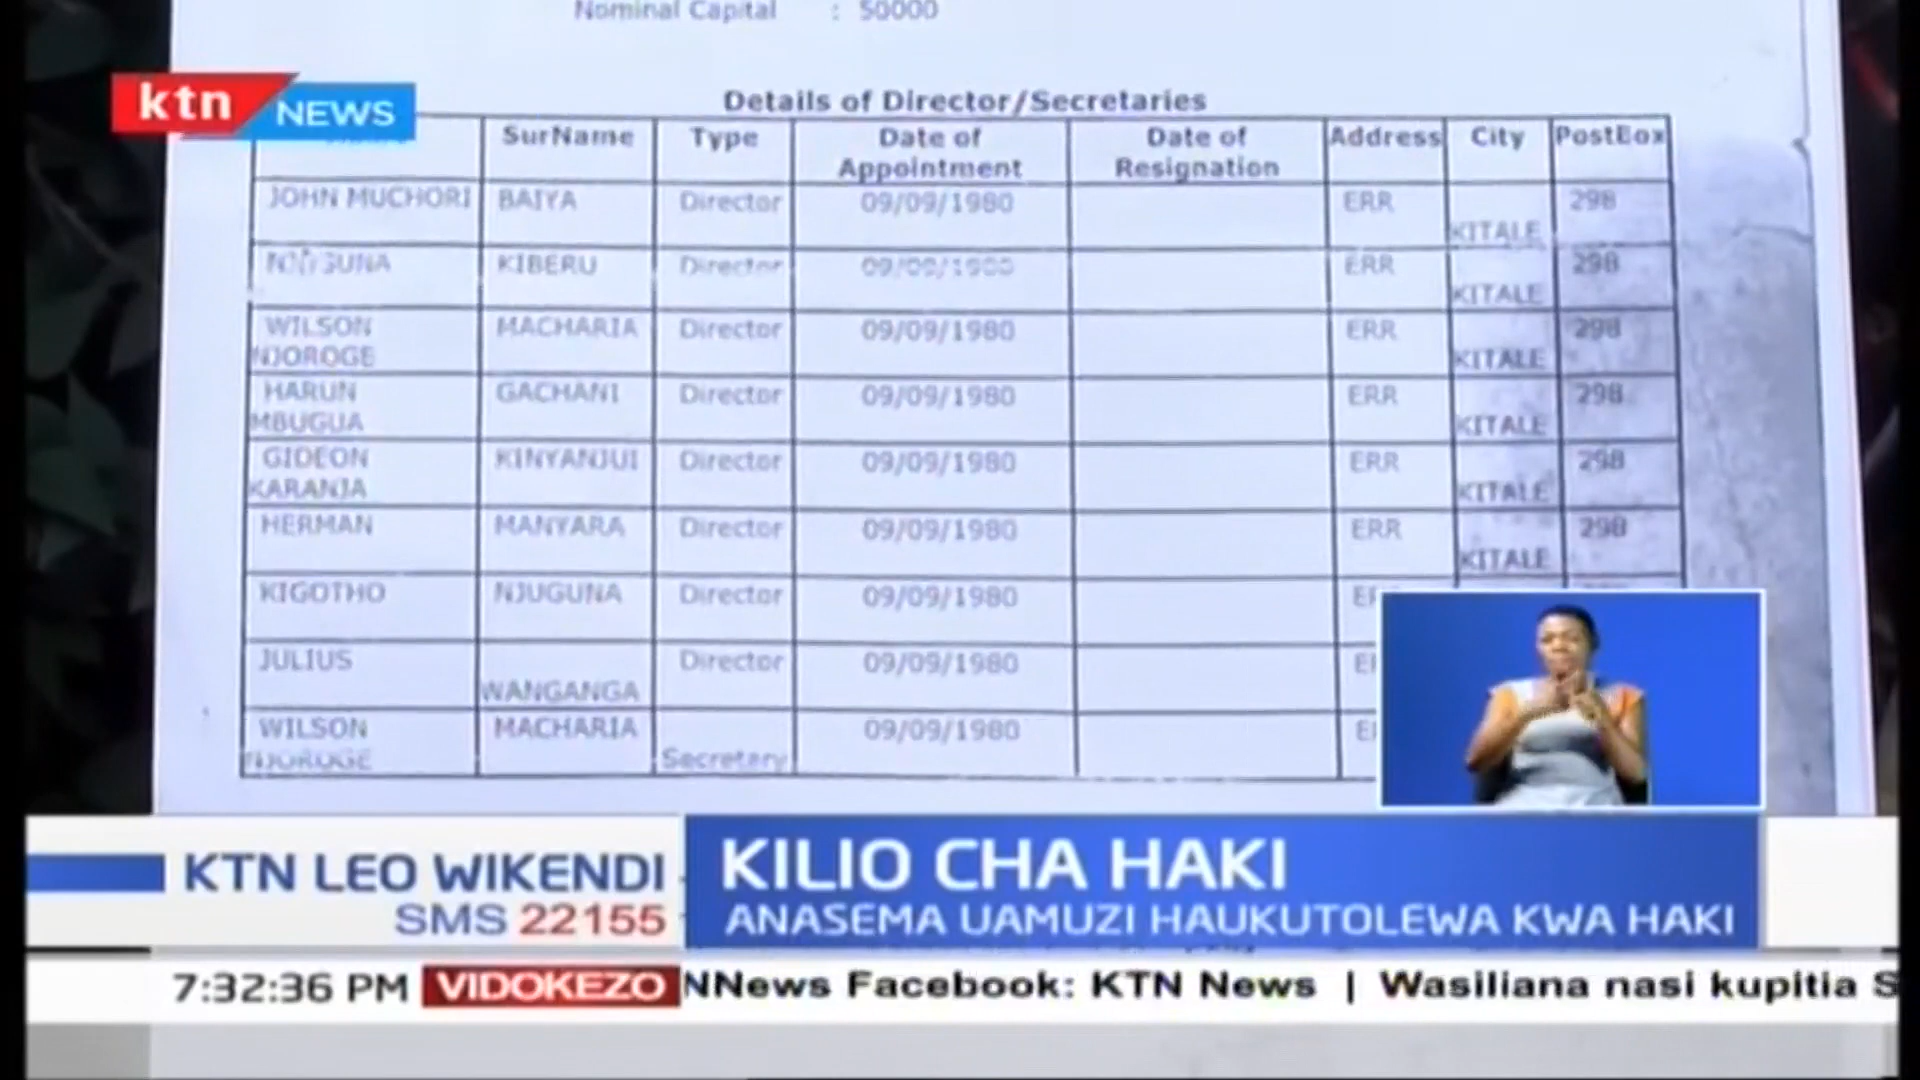 Nominal Capital : 50000
ktn NEWS
Details of Director/Secretaries
SurName Type Date of Appointment Date of Resignation Address City PostBox
JOHN MUCHORI BAIYA Director 09/09/1980 ERR KITALE 298
KIBERU Director 09/09/1980 ERR KITALE 298
WILSON NJOROGE MACHARIA Director 09/09/1980 ERR KITALE 298
HARUN MBUGUA GACHANI Director 09/09/1980 ERR KITALE 298
GIDEON KARANJA KINYANJUI Director 09/09/1980 ERR KITALE 298
HERMAN MANYARA Director 09/09/1980 ERR KITALE 298
KIGOTHO NJUGUNA Director 09/09/1980
JULIUS WANGANGA Director 09/09/1980
WILSON NJOROGE MACHARIA Secretary 09/09/1980
KTN LEO WIKENDI
SMS 22155
KILIO CHA HAKI
ANASEMA UAMUZI HAUKUTOLEWA KWA HAKI
7:32:36 PM VIDOKEZO NNews Facebook: KTN News | Wasiliana nasi kupitia S